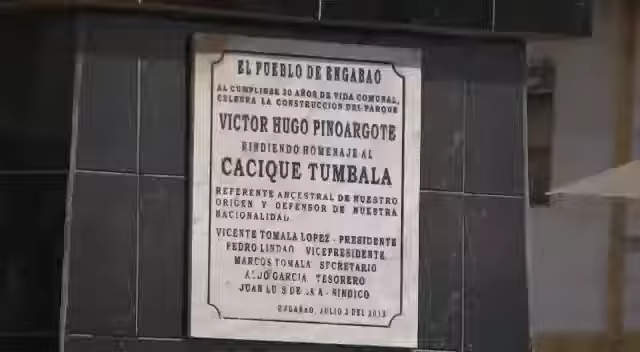 EL PUEBLO DE ENGABAO
AL CUMPLIRSE 30 AÑOS DE VIDA COMUNAL,
CELEBRA LA CONSTRUCCION DEL PARQUE
VICTOR HUGO PINOARGOTE
RINDIENDO HOMENAJE AL
CACIQUE TUMBALA
REFERENTE ANCESTRAL DE NUESTRO
ORIGEN Y DEFENSOR DE NUESTRA
NACIONALIDAD.
VICENTE TOMALA LOPEZ - PRESIDENTE
PEDRO LINDAO VICEPRESIDENTE
MARCOS TOMALA SECRETARIO
GARCIA TESORERO
JUAN - SINDICO
ENGABAO, JULIO 3 DEL